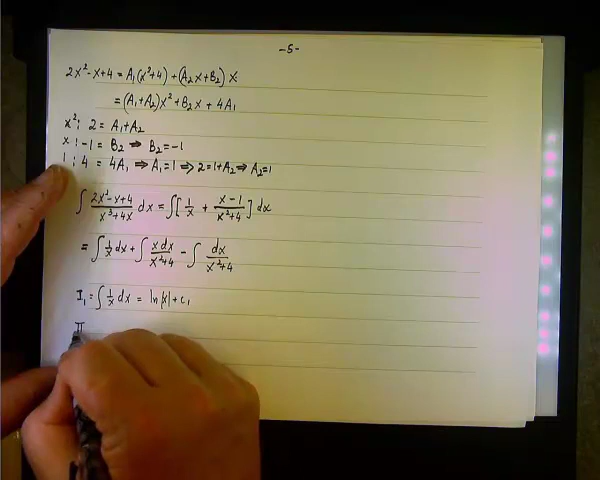 -5-
2x²-x+4 = A₁(x²+4) + (A₂x+B₂)x
= (A₁+A₂)x²+B₂x + 4A₁
x²: 2 = A₁+A₂
x: -1 = B₂ ⇒ B₂=-1
1: 4 = 4A₁ ⇒ A₁=1 ⇒ 2=1+A₂ ⇒ A₂=1
∫ (2x²-x+4)/(x³+4x) dx = ∫[1/x + (x-1)/(x²+4)] dx
= ∫ 1/x dx + ∫ xdx/(x²+4) - ∫ dx/(x²+4)
I₁ = ∫ 1/x dx = ln|x| + c₁
I